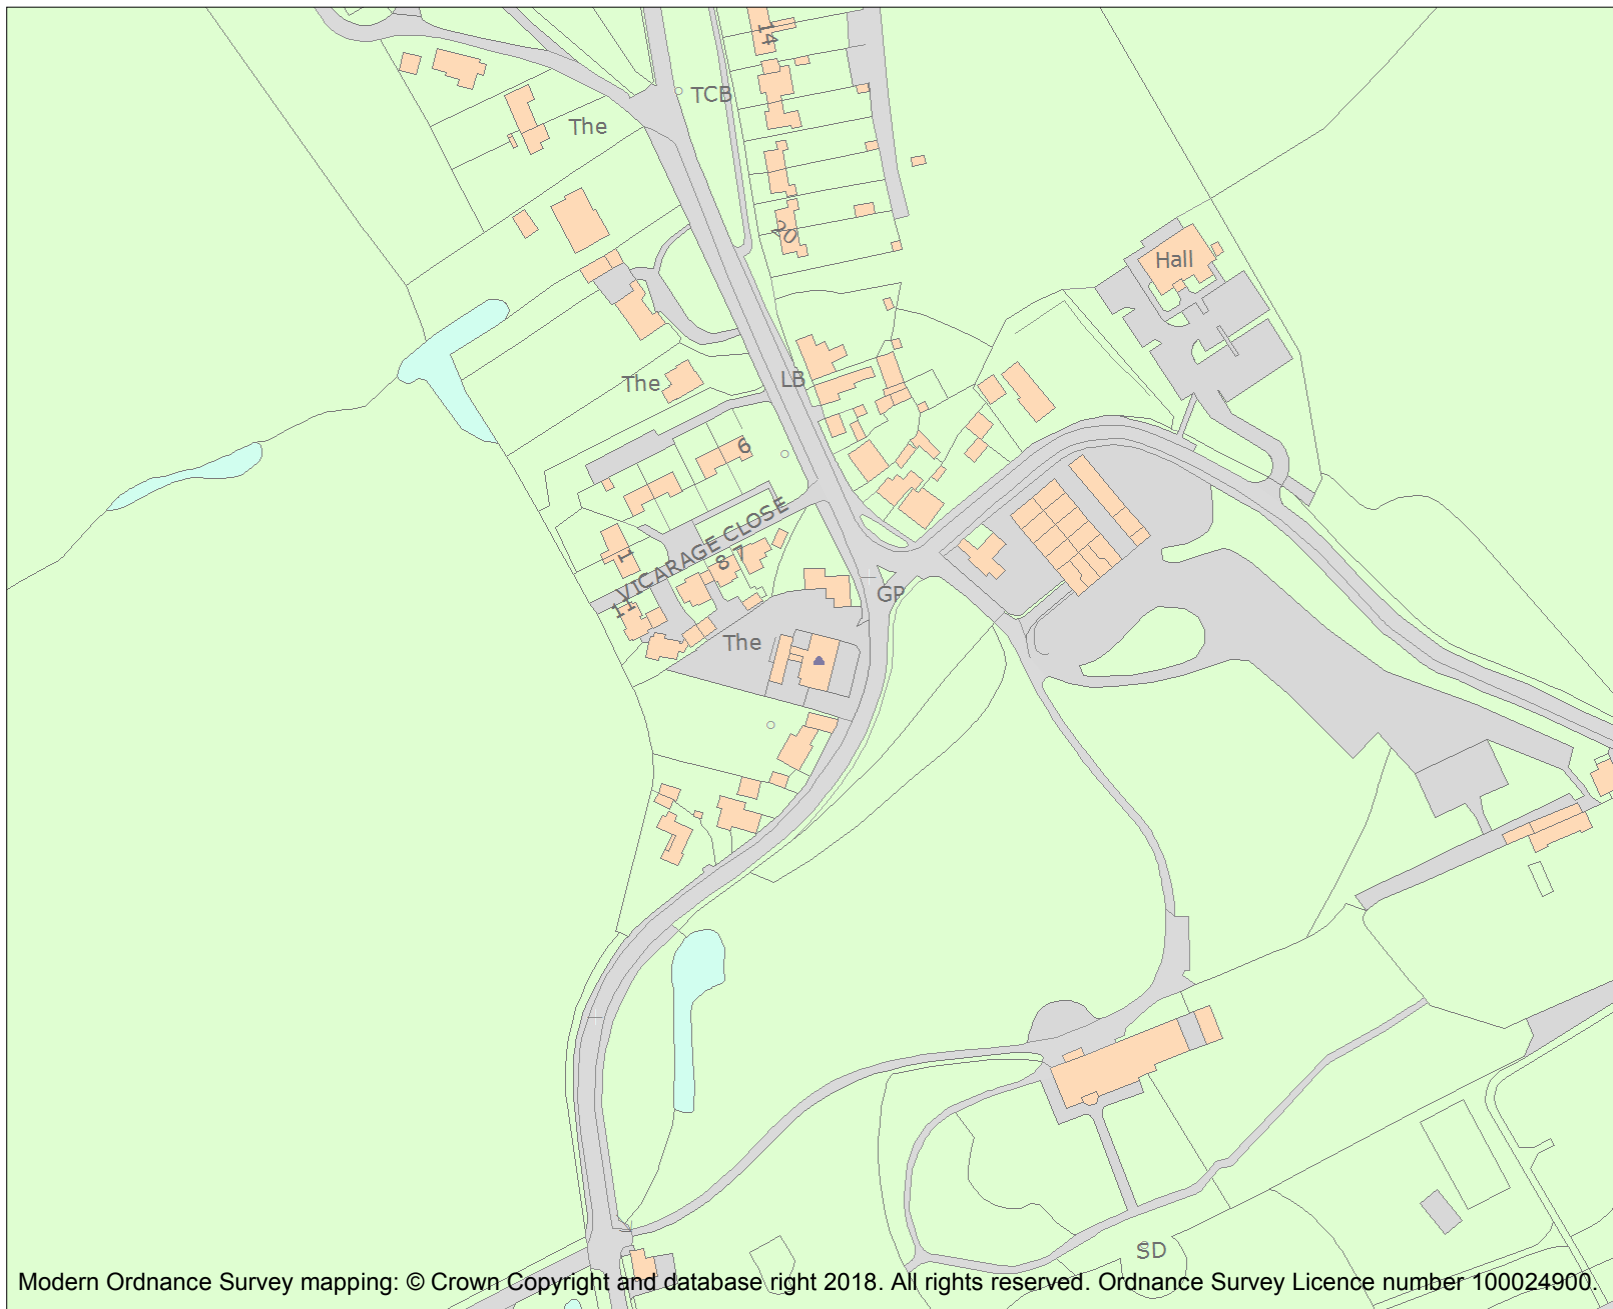 14
TCB
The
20
Hall
The
LB
6
VICARAGE CLOSE
1
8 7
11
GP
The
SD
Modern Ordnance Survey mapping: © Crown Copyright and database right 2018. All rights reserved. Ordnance Survey Licence number 100024900.